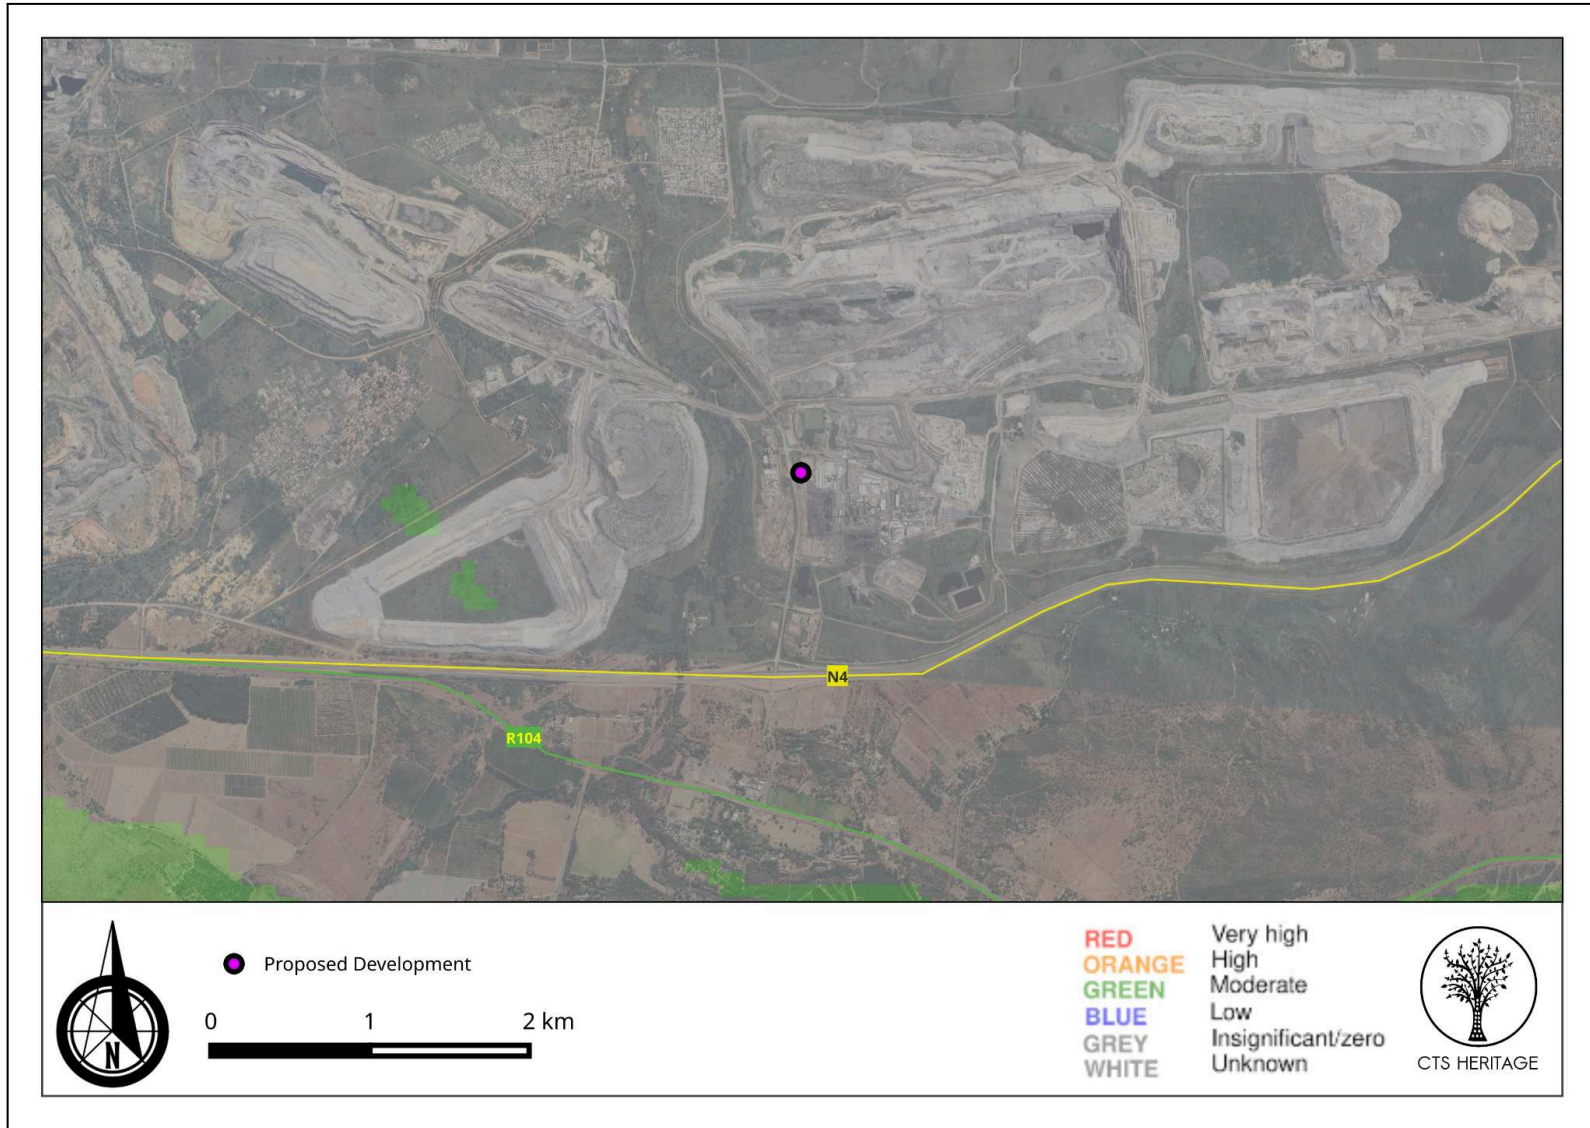 N4
R104
N
Proposed Development
0 1 2 km
RED Very high
ORANGE High
GREEN Moderate
BLUE Low
GREY Insignificant/zero
WHITE Unknown
CTS HERITAGE